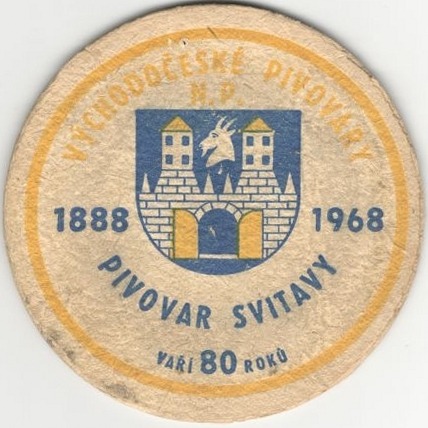 VÝCHODOČESKÉ PIVOVARY
N.P.
1888 1968
PIVOVAR SVITAVY
VAŘÍ 80 ROKŮ